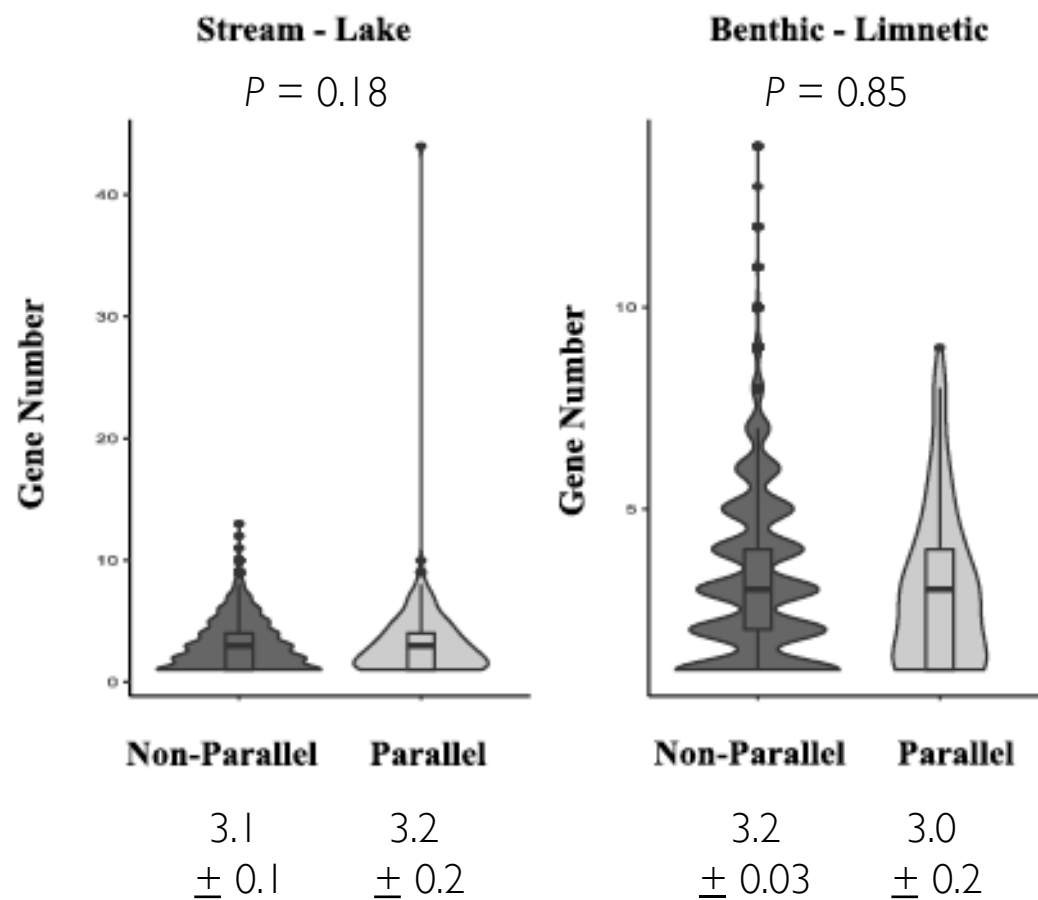 Stream - Lake
P = 0.18
Gene Number
40
30
20
10
0
Non-Parallel
Parallel
3.1
± 0.1
3.2
± 0.2
Benthic - Limnetic
P = 0.85
Gene Number
10
5
Non-Parallel
Parallel
3.2
± 0.03
3.0
± 0.2